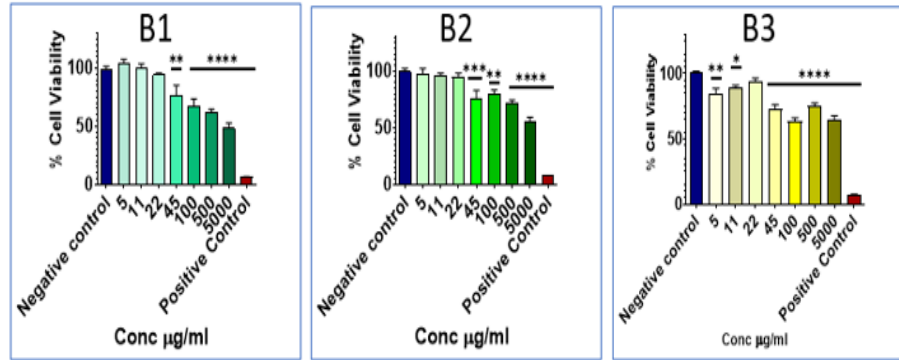 B1
** ****
% Cell Viability
100
50
0
Negative control
5
11
22
45
100
500
5000
Positive Control
Conc µg/ml
B2
*** ** ****
% Cell Viability
100
50
0
Negative control
5
11
22
45
100
500
5000
Positive Control
Conc µg/ml
B3
** * ****
% Cell Viability
100
50
0
Negative control
5
11
22
45
100
500
5000
Positive Control
Conc µg/ml